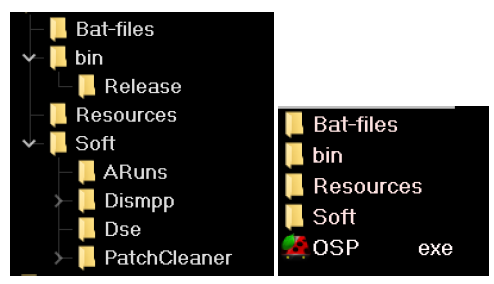 Bat-files
bin
Release
Resources
Soft
ARuns
Dismpp
Dse
PatchCleaner
Bat-files
bin
Resources
Soft
OSP exe